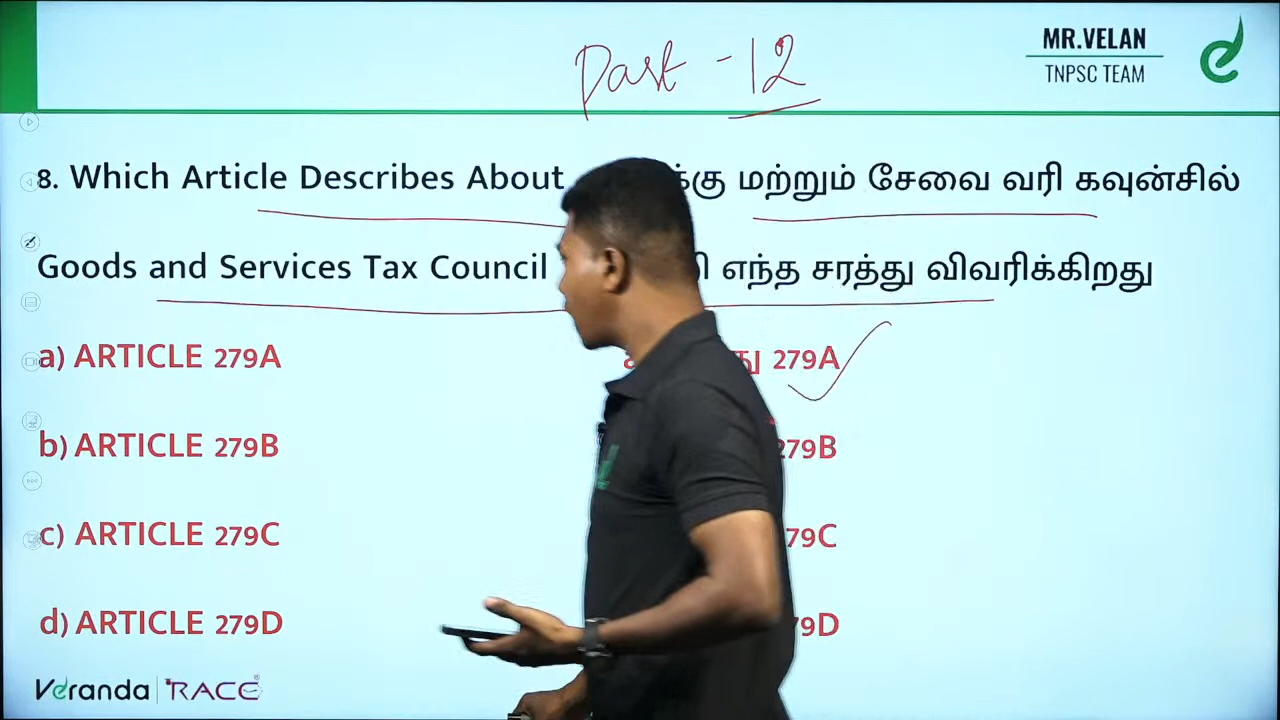 Part - 12
MR.VELAN
TNPSC TEAM
8. Which Article Describes About
Goods and Services Tax Council
மற்றும் சேவை வரி கவுன்சில்
எந்த சரத்து விவரிக்கிறது
a) ARTICLE 279A
279A
b) ARTICLE 279B
279B
c) ARTICLE 279C
79C
d) ARTICLE 279D
79D
Veranda RACE